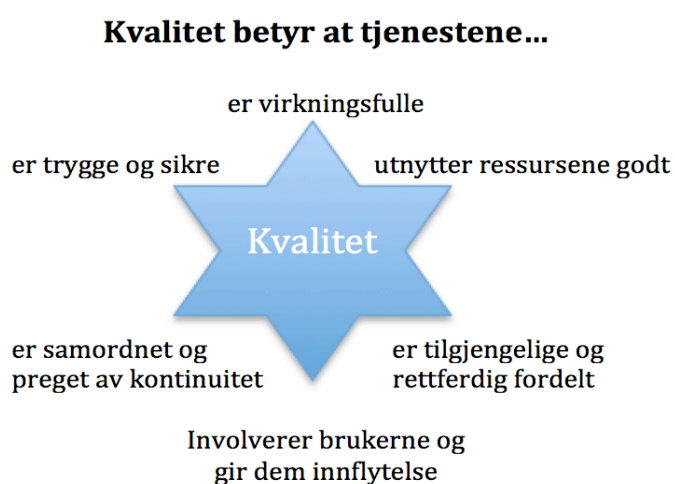 Kvalitet betyr at tjenestene…
er virkningsfulle
er trygge og sikre
utnytter ressursene godt
Kvalitet
er samordnet og
preget av kontinuitet
er tilgjengelige og
rettferdig fordelt
Involverer brukerne og
gir dem innflytelse